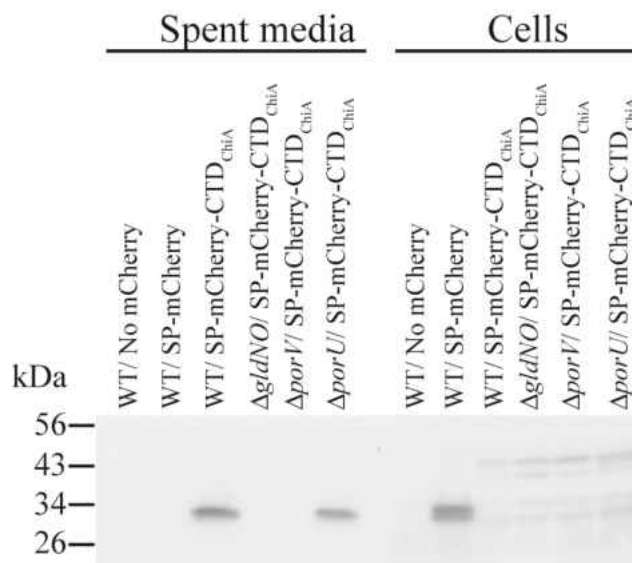 Spent media Cells
WT/ No mCherry
WT/ SP-mCherry
WT/ SP-mCherry-CTDChiA
ΔgldNO/ SP-mCherry-CTDChiA
ΔporV/ SP-mCherry-CTDChiA
ΔporU/ SP-mCherry-CTDChiA
WT/ No mCherry
WT/ SP-mCherry
WT/ SP-mCherry-CTDChiA
ΔgldNO/ SP-mCherry-CTDChiA
ΔporV/ SP-mCherry-CTDChiA
ΔporU/ SP-mCherry-CTDChiA
kDa
56
43
34
26